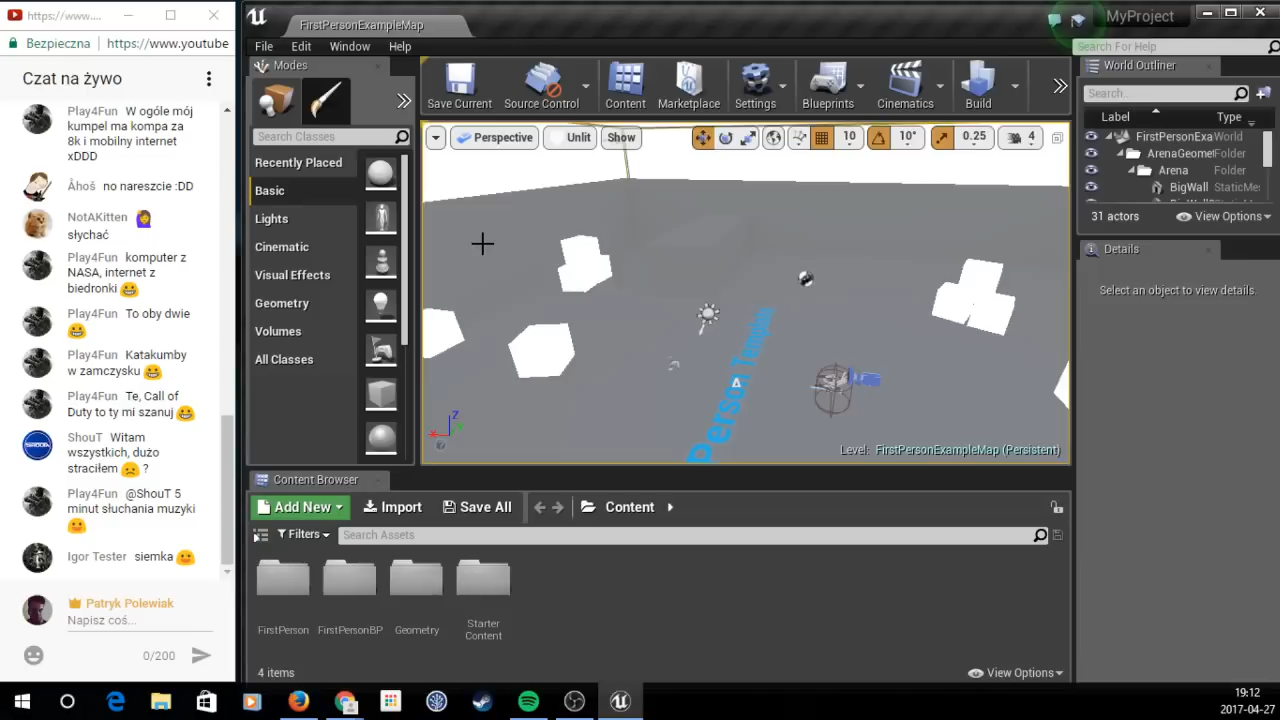 https://www....
Bezpieczna
https://www.youtube
Czat na żywo
Play4Fun W ogóle mój
kumpel ma kompa za
8k i mobilny internet
xDDD
Åhoš no nareszcie :DD
NotAKitten
słychać
Play4Fun komputer z
NASA, internet z
biedronki
Play4Fun To oby dwie
Play4Fun Katakumby
w zamczysku
Play4Fun Te, Call of
Duty to ty mi szanuj
ShouT Witam
wszystkich, dużo
straciłem ?
Play4Fun @ShouT 5
minut słuchania muzyki
Igor Tester siemka
Patryk Polewiak
Napisz coś...
0/200
FirstPersonExampleMap
MyProject
File Edit Window Help
Search For Help
Modes
Search Classes
Recently Placed
Basic
Lights
Cinematic
Visual Effects
Geometry
Volumes
All Classes
Save Current
Source Control
Content
Marketplace
Settings
Blueprints
Cinematics
Build
Perspective
Unlit
Show
10
10°
0.25
4
Person Template
Z
Level: FirstPersonExampleMap (Persistent)
World Outliner
Search...
Label Type
FirstPersonExa World
ArenaGeome Folder
Arena Folder
BigWall StaticMe
31 actors
View Options
Details
Select an object to view details.
Content Browser
Add New
Import
Save All
Content
Filters
Search Assets
FirstPerson
FirstPersonBP
Geometry
Starter
Content
4 items
View Options
19:12
2017-04-27